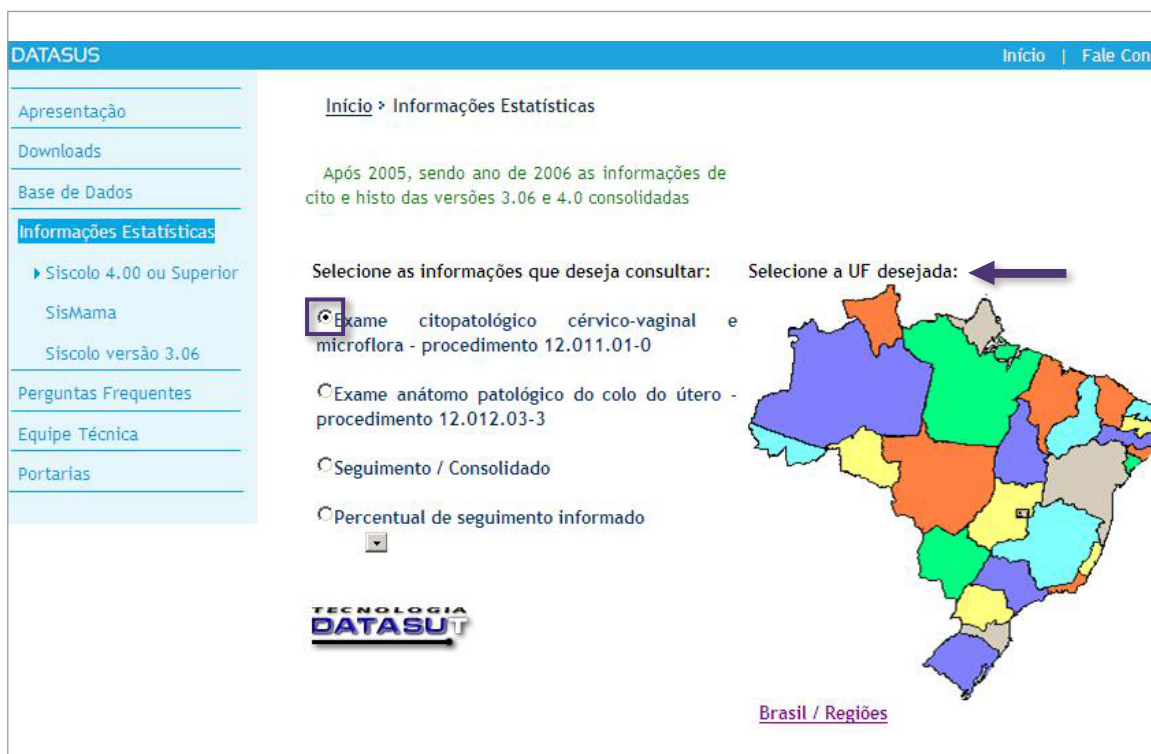 DATASUS
Início | Fale Con
Apresentação
Downloads
Base de Dados
Informações Estatísticas
Siscolo 4.00 ou Superior
SisMama
Siscolo versão 3.06
Perguntas Frequentes
Equipe Técnica
Portarias
Início > Informações Estatísticas
Após 2005, sendo ano de 2006 as informações de
cito e histo das versões 3.06 e 4.0 consolidadas
Selecione as informações que deseja consultar:
Exame citopatológico cérvico-vaginal e
microflora - procedimento 12.011.01-0
Exame anátomo patológico do colo do útero -
procedimento 12.012.03-3
Seguimento / Consolidado
Percentual de seguimento informado
TECNOLOGIA
DATASUT
Selecione a UF desejada:
Brasil / Regiões